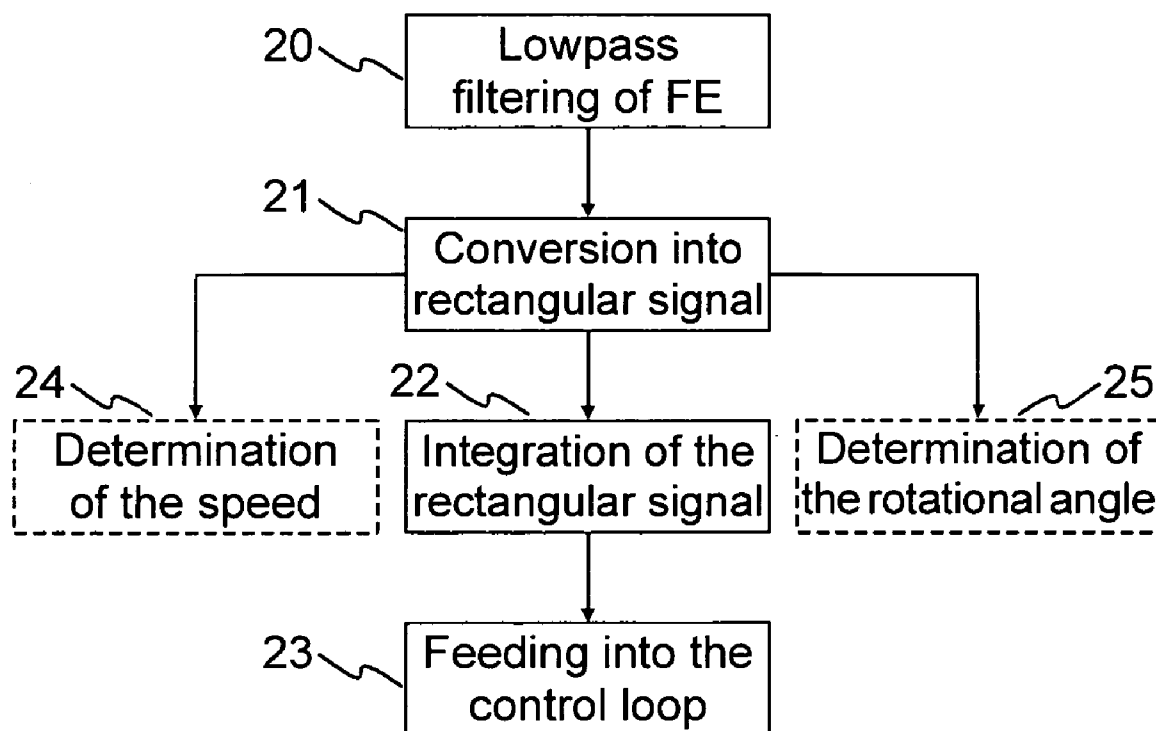 20
Lowpass
filtering of FE
21
Conversion into
rectangular signal
24
Determination
of the speed
22
Integration of the
rectangular signal
25
Determination of
the rotational angle
23
Feeding into the
control loop